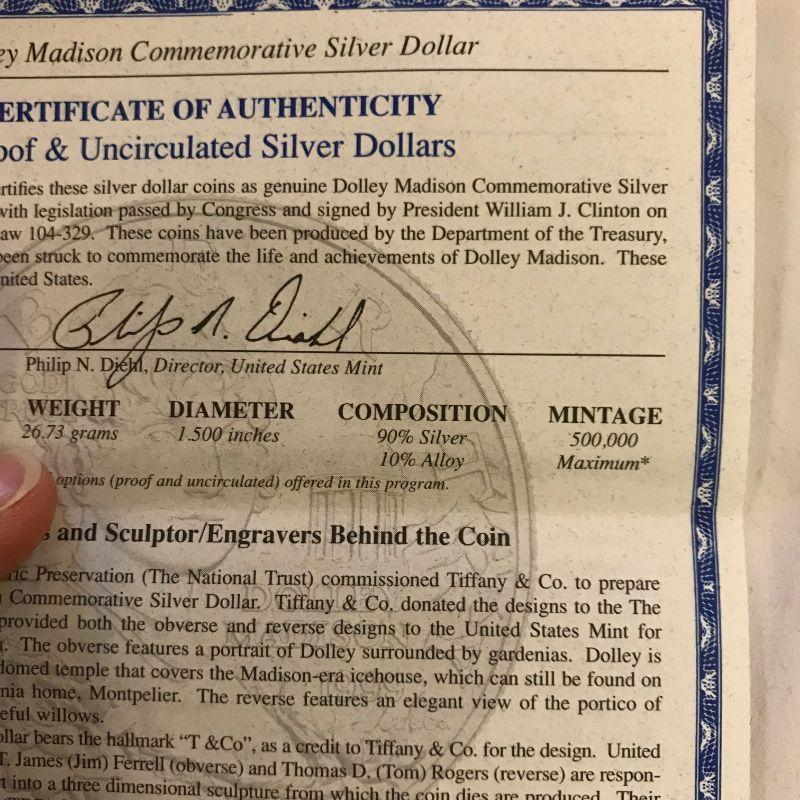 ey Madison Commemorative Silver Dollar
ERTIFICATE OF AUTHENTICITY
oof & Uncirculated Silver Dollars
rtifies these silver dollar coins as genuine Dolley Madison Commemorative Silver
with legislation passed by Congress and signed by President William J. Clinton on
aw 104-329. These coins have been produced by the Department of the Treasury,
been struck to commemorate the life and achievements of Dolley Madison. These
nited States.
Philip N. Diehl
Philip N. Diehl, Director, United States Mint
WEIGHT DIAMETER COMPOSITION MINTAGE
26.73 grams 1.500 inches 90% Silver 500,000
10% Alloy Maximum*
options (proof and uncirculated) offered in this program.
s and Sculptor/Engravers Behind the Coin
ric Preservation (The National Trust) commissioned Tiffany & Co. to prepare
Commemorative Silver Dollar. Tiffany & Co. donated the designs to the The
provided both the obverse and reverse designs to the United States Mint for
. The obverse features a portrait of Dolley surrounded by gardenias. Dolley is
domed temple that covers the Madison-era icehouse, which can still be found on
nia home, Montpelier. The reverse features an elegant view of the portico of
eful willows.
ollar bears the hallmark “T &Co”, as a credit to Tiffany & Co. for the design. United
T. James (Jim) Ferrell (obverse) and Thomas D. (Tom) Rogers (reverse) are respon-
t into a three dimensional sculpture from which the coin dies are produced. Their